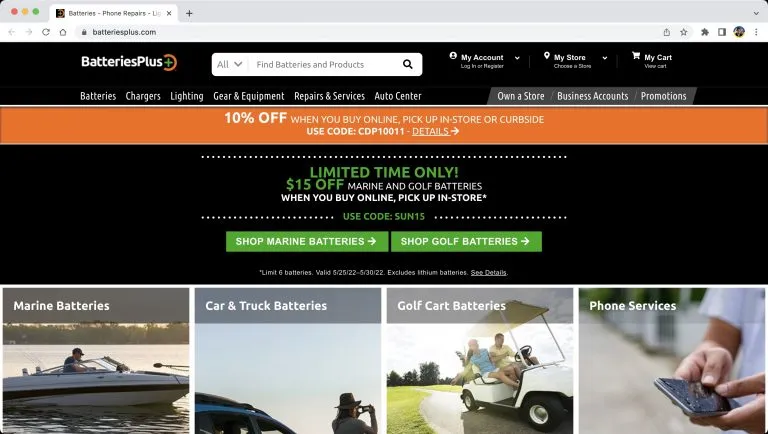 Batteries - Phone Repairs - Lig
batteriesplus.com
BatteriesPlus+
All
Find Batteries and Products
My Account
Log In or Register
My Store
Choose a Store
My Cart
View cart
Batteries Chargers Lighting Gear & Equipment Repairs & Services Auto Center
Own a Store / Business Accounts / Promotions
10% OFF WHEN YOU BUY ONLINE, PICK UP IN-STORE OR CURBSIDE
USE CODE: CDP10011 - DETAILS
LIMITED TIME ONLY!
$15 OFF MARINE AND GOLF BATTERIES
WHEN YOU BUY ONLINE, PICK UP IN-STORE*
USE CODE: SUN15
SHOP MARINE BATTERIES SHOP GOLF BATTERIES
*Limit 6 batteries. Valid 5/25/22–5/30/22. Excludes lithium batteries. See Details.
Marine Batteries
Car & Truck Batteries
Golf Cart Batteries
Phone Services